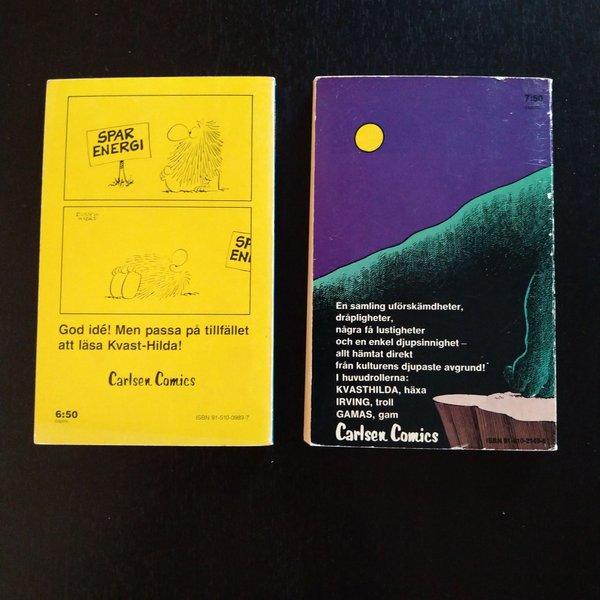 SPAR
ENERGI
SP
EN
God idé! Men passa på tillfället
att läsa Kvast-Hilda!
Carlsen Comics
6:50
ISBN 91-510-0989-7
7:50
En samling uförskämdheter,
dråpligheter,
några få lustigheter
och en enkel djupsinnighet –
allt hämtat direkt
från kulturens djupaste avgrund!
I huvudrollerna:
KVASTHILDA, häxa
IRVING, troll
GAMAS, gam
Carlsen Comics